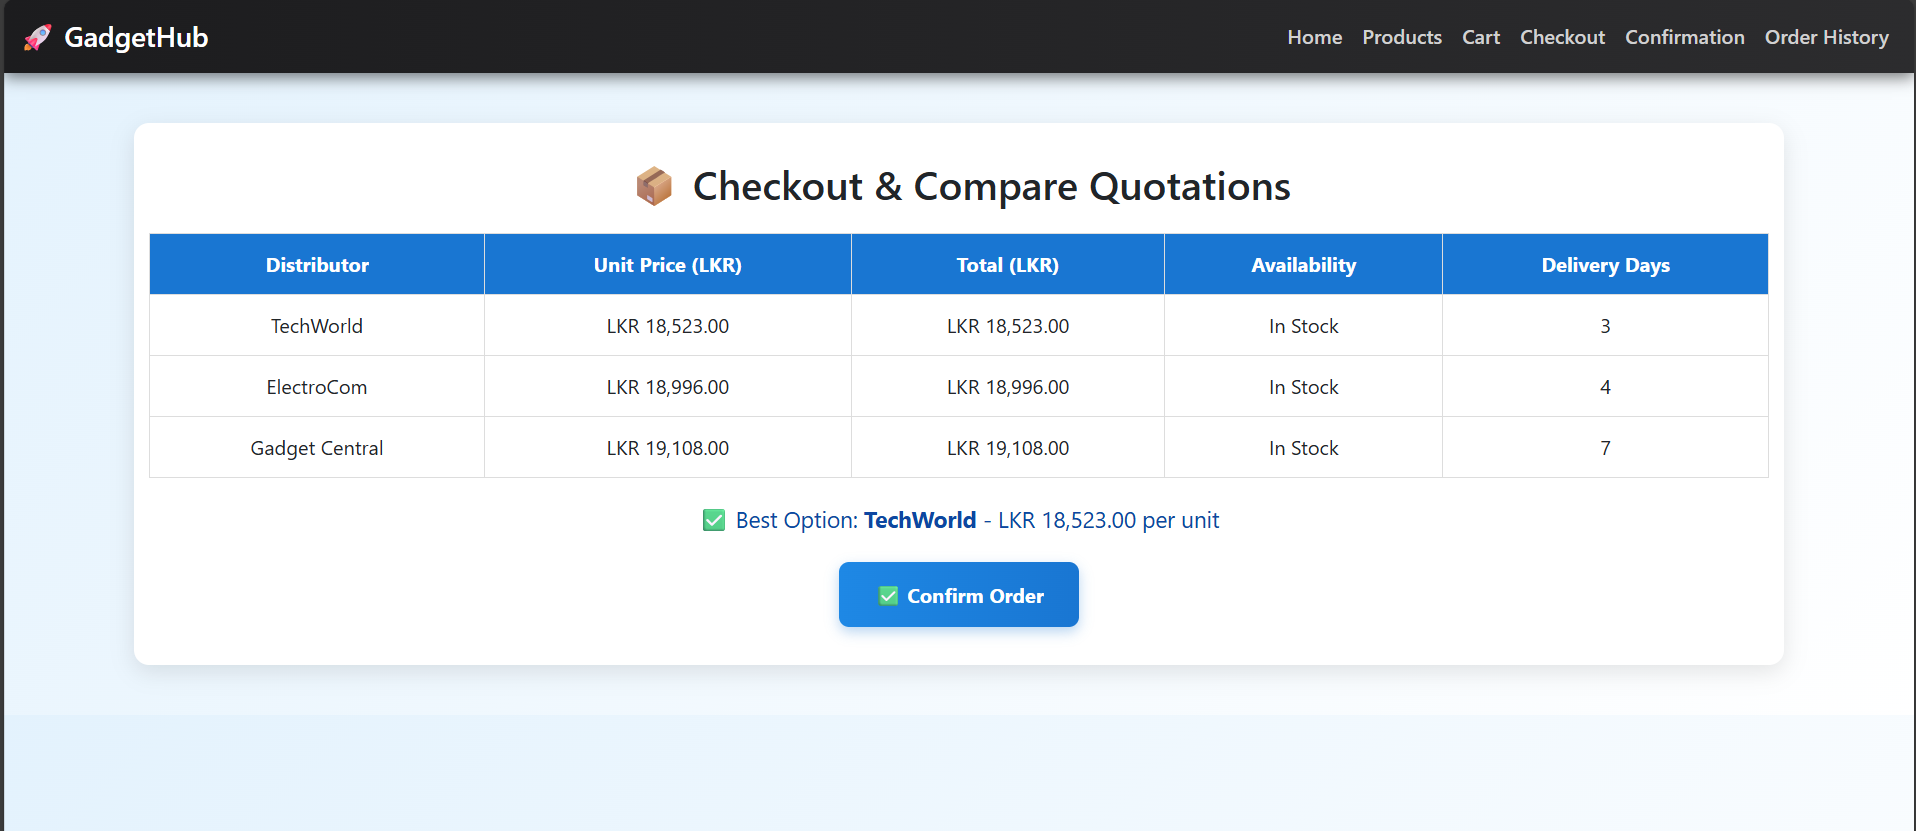 🚀 GadgetHub Home Products Cart Checkout Confirmation Order History
📦 Checkout & Compare Quotations
Distributor Unit Price (LKR) Total (LKR) Availability Delivery Days
TechWorld LKR 18,523.00 LKR 18,523.00 In Stock 3
ElectroCom LKR 18,996.00 LKR 18,996.00 In Stock 4
Gadget Central LKR 19,108.00 LKR 19,108.00 In Stock 7
✅ Best Option: TechWorld - LKR 18,523.00 per unit
✅ Confirm Order